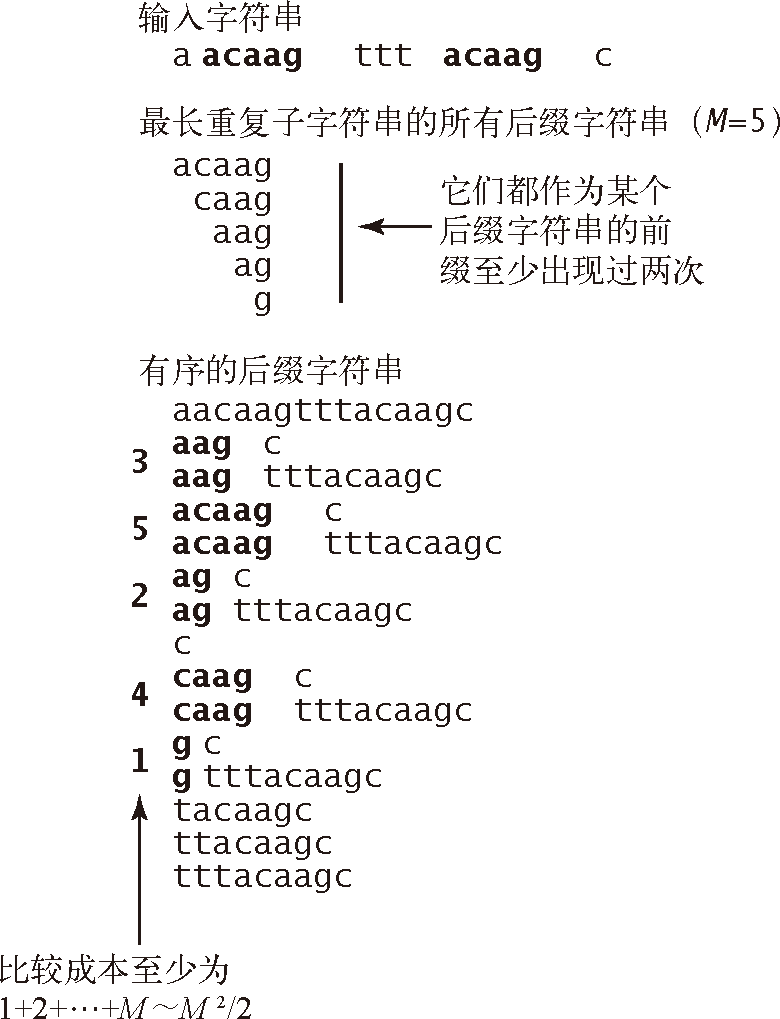 输入字符串
a acaag ttt acaag c
最长重复子字符串的所有后缀字符串（M=5）
acaag
caag
aag
ag
g
它们都作为某个
后缀字符串的前
缀至少出现过两次
有序的后缀字符串
aacaagtttacaagc
3
aag c
aag tttacaagc
5
acaag c
acaag tttacaagc
2
ag c
ag tttacaagc
c
4
caag c
caag tttacaagc
1
g c
g tttacaagc
tacaagc
ttacaagc
tttacaagc
比较成本至少为
1+2+⋯+M～M²/2